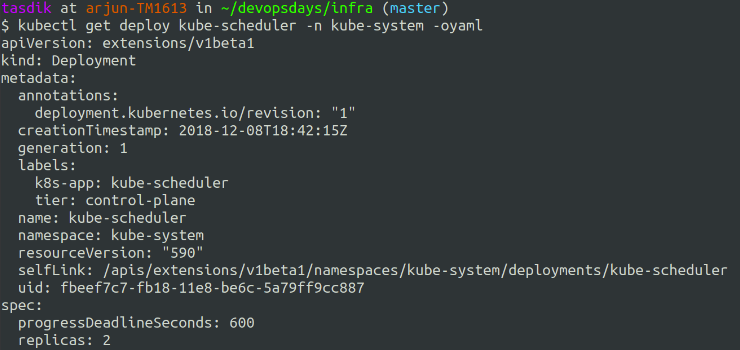 tasdik at arjun-TM1613 in ~/devopsdays/infra (master)
$ kubectl get deploy kube-scheduler -n kube-system -oyaml
apiVersion: extensions/v1beta1
kind: Deployment
metadata:
  annotations:
    deployment.kubernetes.io/revision: "1"
  creationTimestamp: 2018-12-08T18:42:15Z
  generation: 1
  labels:
    k8s-app: kube-scheduler
    tier: control-plane
  name: kube-scheduler
  namespace: kube-system
  resourceVersion: "590"
  selfLink: /apis/extensions/v1beta1/namespaces/kube-system/deployments/kube-scheduler
  uid: fbeef7c7-fb18-11e8-be6c-5a79ff9cc887
spec:
  progressDeadlineSeconds: 600
  replicas: 2